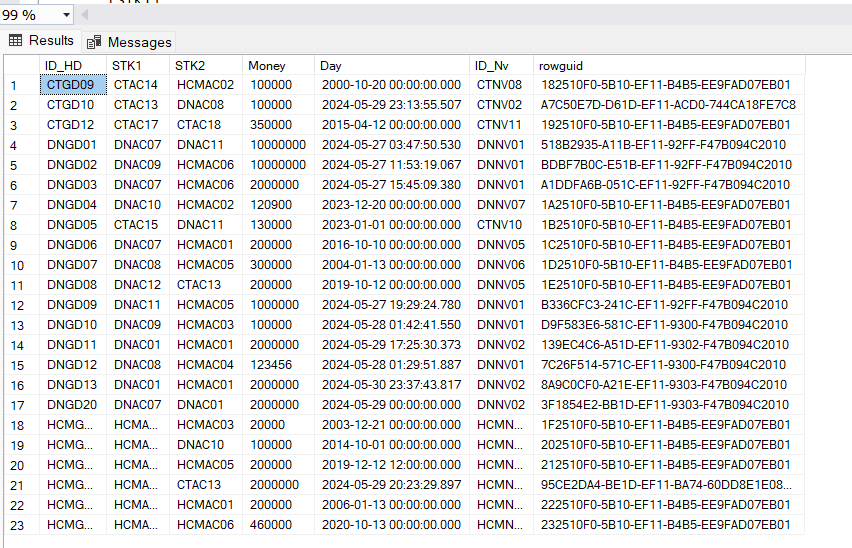 99 %
Results Messages
ID_HD STK1 STK2 Money Day ID_Nv rowguid
1 CTGD09 CTAC14 HCMAC02 100000 2000-10-20 00:00:00.000 CTNV08 182510F0-5B10-EF11-B4B5-EE9FAD07EB01
2 CTGD10 CTAC13 DNAC08 100000 2024-05-29 23:13:55.507 CTNV02 A7C50E7D-D61D-EF11-ACD0-744CA18FE7C8
3 CTGD12 CTAC17 CTAC18 350000 2015-04-12 00:00:00.000 CTNV11 192510F0-5B10-EF11-B4B5-EE9FAD07EB01
4 DNGD01 DNAC07 DNAC11 10000000 2024-05-27 03:47:50.530 DNNV01 518B2935-A11B-EF11-92FF-F47B094C2010
5 DNGD02 DNAC09 HCMAC06 10000000 2024-05-27 11:53:19.067 DNNV01 BDBF7B0C-E51B-EF11-92FF-F47B094C2010
6 DNGD03 DNAC07 HCMAC06 2000000 2024-05-27 15:45:09.380 DNNV01 A1DDFA6B-051C-EF11-92FF-F47B094C2010
7 DNGD04 DNAC10 HCMAC02 120900 2023-12-20 00:00:00.000 DNNV07 1A2510F0-5B10-EF11-B4B5-EE9FAD07EB01
8 DNGD05 CTAC15 DNAC11 130000 2023-01-01 00:00:00.000 CTNV10 1B2510F0-5B10-EF11-B4B5-EE9FAD07EB01
9 DNGD06 DNAC07 HCMAC01 200000 2016-10-10 00:00:00.000 DNNV05 1C2510F0-5B10-EF11-B4B5-EE9FAD07EB01
10 DNGD07 DNAC08 HCMAC05 300000 2004-01-13 00:00:00.000 DNNV06 1D2510F0-5B10-EF11-B4B5-EE9FAD07EB01
11 DNGD08 DNAC12 CTAC13 200000 2019-10-12 00:00:00.000 DNNV05 1E2510F0-5B10-EF11-B4B5-EE9FAD07EB01
12 DNGD09 DNAC11 HCMAC05 1000000 2024-05-27 19:29:24.780 DNNV01 B336CFC3-241C-EF11-92FF-F47B094C2010
13 DNGD10 DNAC09 HCMAC03 100000 2024-05-28 01:42:41.550 DNNV01 D9F583E6-581C-EF11-9300-F47B094C2010
14 DNGD11 DNAC01 HCMAC01 2000000 2024-05-29 17:25:30.373 DNNV02 139EC4C6-A51D-EF11-9302-F47B094C2010
15 DNGD12 DNAC08 HCMAC04 123456 2024-05-28 01:29:51.887 DNNV01 7C26F514-571C-EF11-9300-F47B094C2010
16 DNGD13 DNAC01 HCMAC01 2000000 2024-05-30 23:37:43.817 DNNV02 8A9C0CF0-A21E-EF11-9303-F47B094C2010
17 DNGD20 DNAC07 DNAC01 2000000 2024-05-29 00:00:00.000 DNNV02 3F1854E2-BB1D-EF11-9303-F47B094C2010
18 HCMG... HCMA... HCMAC03 20000 2003-12-21 00:00:00.000 HCMN... 1F2510F0-5B10-EF11-B4B5-EE9FAD07EB01
19 HCMG... HCMA... DNAC10 100000 2014-10-01 00:00:00.000 HCMN... 202510F0-5B10-EF11-B4B5-EE9FAD07EB01
20 HCMG... HCMA... HCMAC05 200000 2019-12-12 12:00:00.000 HCMN... 212510F0-5B10-EF11-B4B5-EE9FAD07EB01
21 HCMG... HCMA... CTAC13 2000000 2024-05-29 20:23:29.897 HCMN... 95CE2DA4-BE1D-EF11-BA74-60DD8E1E08...
22 HCMG... HCMA... HCMAC01 200000 2006-01-13 00:00:00.000 HCMN... 222510F0-5B10-EF11-B4B5-EE9FAD07EB01
23 HCMG... HCMA... HCMAC06 460000 2020-10-13 00:00:00.000 HCMN... 232510F0-5B10-EF11-B4B5-EE9FAD07EB01